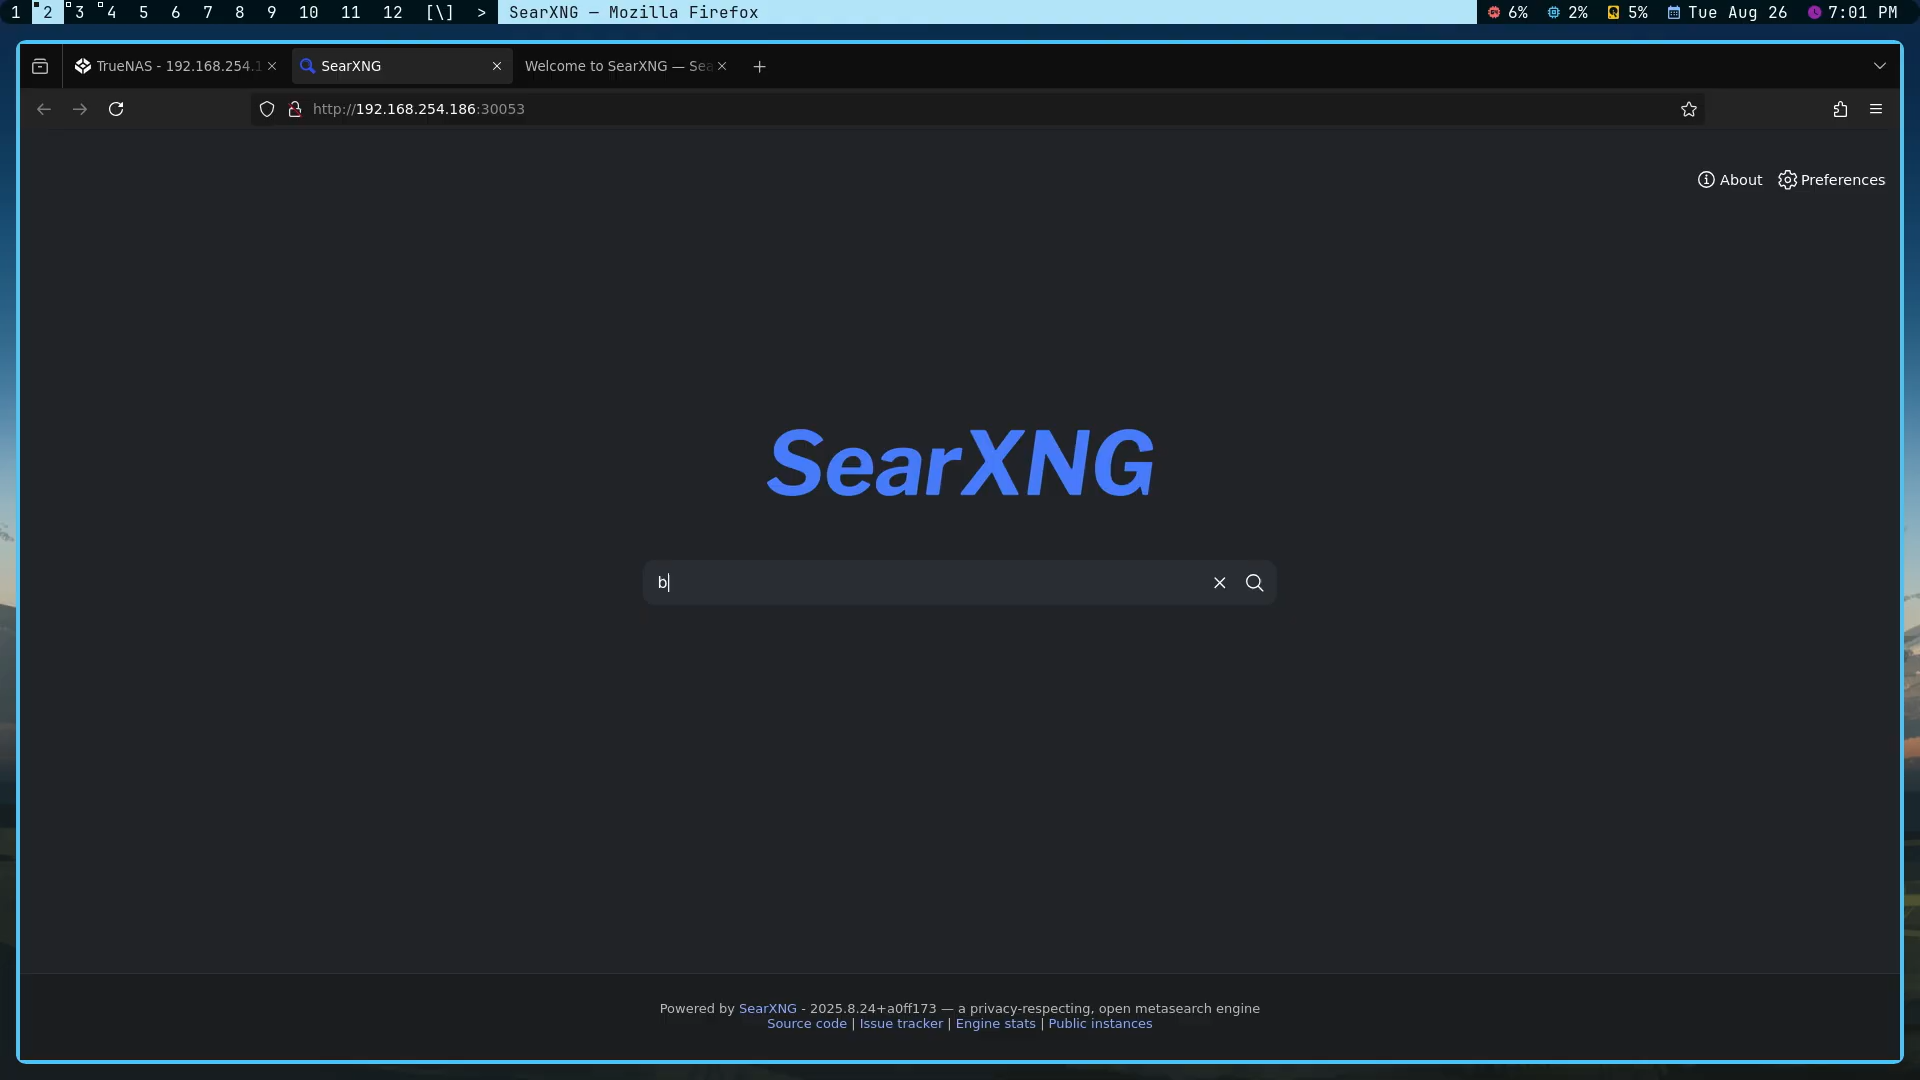 1 2 3 4 5 6 7 8 9 10 11 12 [\] > SearXNG — Mozilla Firefox 6% 2% 5% Tue Aug 26 7:01 PM
TrueNAS - 192.168.254.1 SearXNG Welcome to SearXNG — Sea
http://192.168.254.186:30053
About Preferences
SearXNG
b
Powered by SearXNG - 2025.8.24+a0ff173 — a privacy-respecting, open metasearch engine
Source code | Issue tracker | Engine stats | Public instances